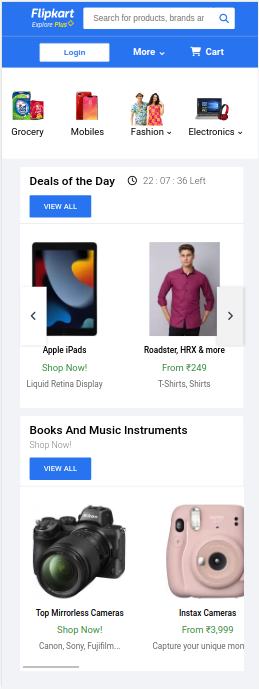 Flipkart
Explore Plus
Search for products, brands ar
Login
More
Cart
Grocery
Mobiles
Fashion
Electronics
Deals of the Day
22 : 07 : 36 Left
VIEW ALL
Apple iPads
Roadster, HRX & more
Shop Now!
From ₹249
Liquid Retina Display
T-Shirts, Shirts
Books And Music Instruments
Shop Now!
VIEW ALL
Nikon
Top Mirrorless Cameras
Instax Cameras
Shop Now!
From ₹3,999
Canon, Sony, Fujifilm...
Capture your unique mom